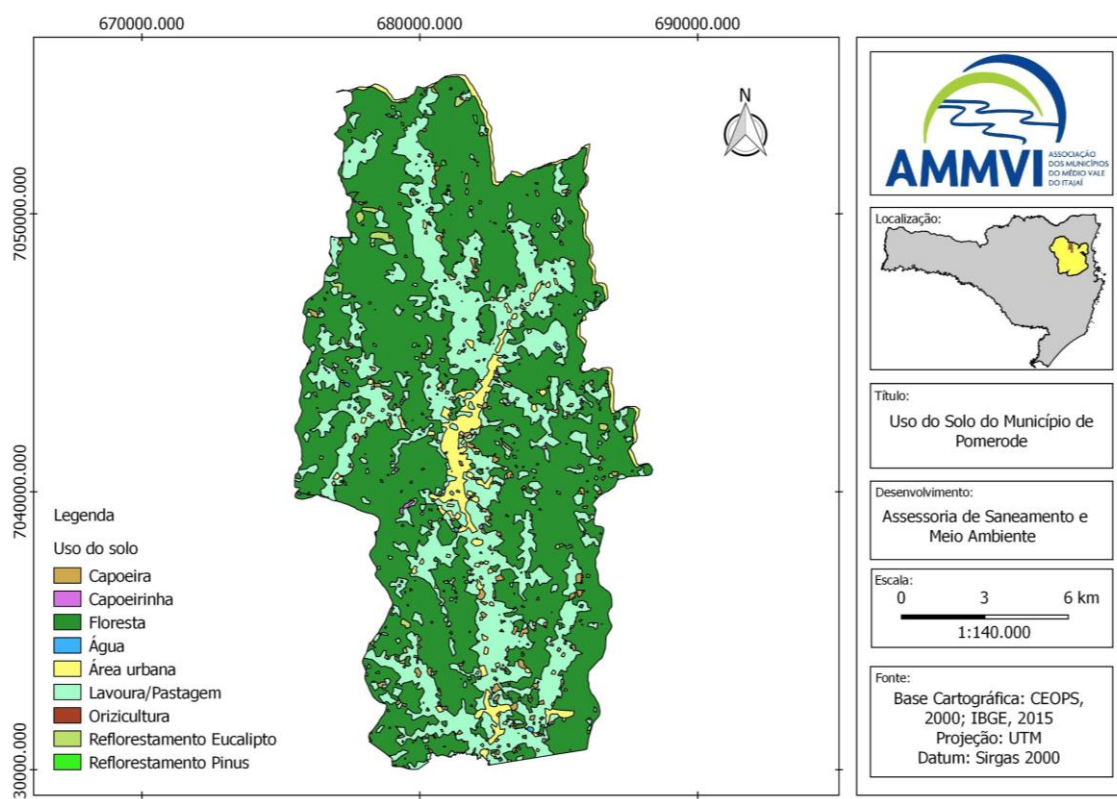 670000.000
680000.000
690000.000
7050000.000
7040000.000
30000.000
N
Legenda
Uso do solo
Capoeira
Capoeirinha
Floresta
Água
Área urbana
Lavoura/Pastagem
Orizicultura
Reflorestamento Eucalipto
Reflorestamento Pinus
AMMVI
ASSOCIAÇÃO
DOS MUNICÍPIOS
DO MÉDIO VALE
DO ITAJAÍ
Localização:
Título:
Uso do Solo do Município de
Pomerode
Desenvolvimento:
Assessoria de Saneamento e
Meio Ambiente
Escala:
0 3 6 km
1:140.000
Fonte:
Base Cartográfica: CEOPS,
2000; IBGE, 2015
Projeção: UTM
Datum: Sirgas 2000